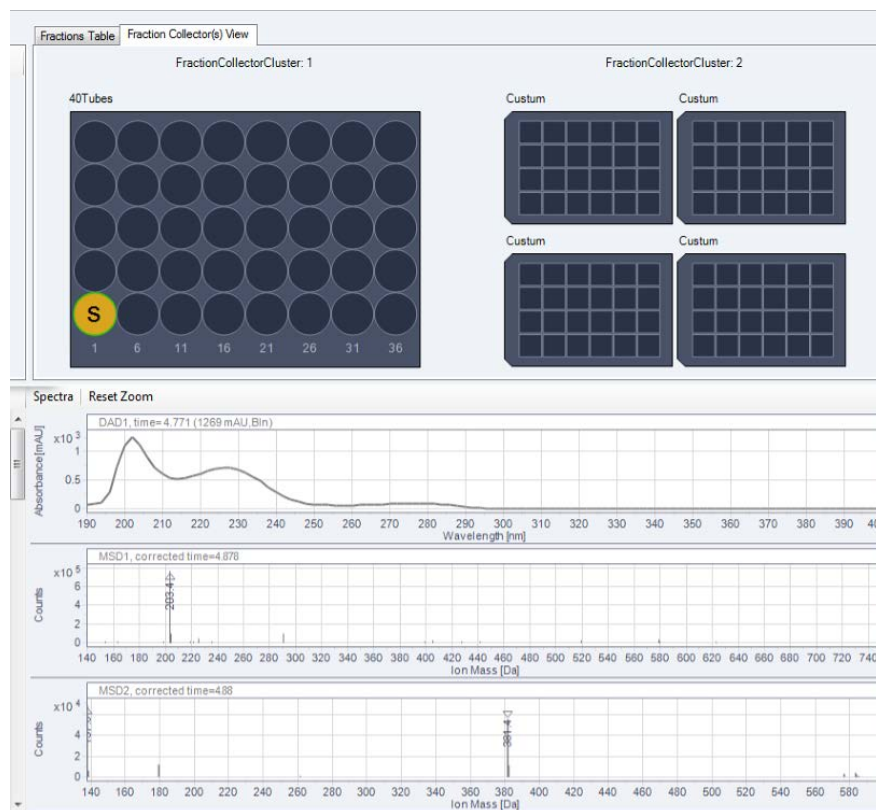 Fractions Table Fraction Collector(s) View
FractionCollectorCluster: 1 FractionCollectorCluster: 2
40Tubes Custum Custum
Custum Custum
S
1 6 11 16 21 26 31 36
Spectra Reset Zoom
DAD1, time=4.771 (1269 mAU,Bln)
x10 3
Absorbance [mAU]
1
0.5
0
190 200 210 220 230 240 250 260 270 280 290 300 310 320 330 340 350 360 370 380 390
Wavelength [nm]
MSD1, corrected time=4.878
x10 5
Counts
6
4
2
0
203.4
140 160 180 200 220 240 260 280 300 320 340 360 380 400 420 440 460 480 500 520 540 560 580 600 620 640 660 680 700 720 740
Ion Mass [Da]
MSD2, corrected time=4.88
x10 4
Counts
4
2
0
381.4
140 160 180 200 220 240 260 280 300 320 340 360 380 400 420 440 460 480 500 520 540 560 580
Ion Mass [Da]